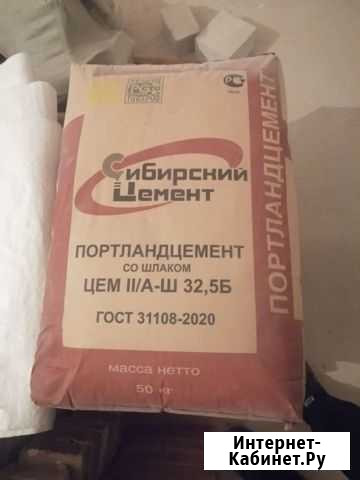 Сибирский
Цемент
ПОРТЛАНДЦЕМЕНТ
СО ШЛАКОМ
ЦЕМ II/А-Ш 32,5Б
ГОСТ 31108-2020
масса нетто
50 кг
ПОРТЛАНДЦЕМЕНТ
Интернет-
Кабинет.Ру